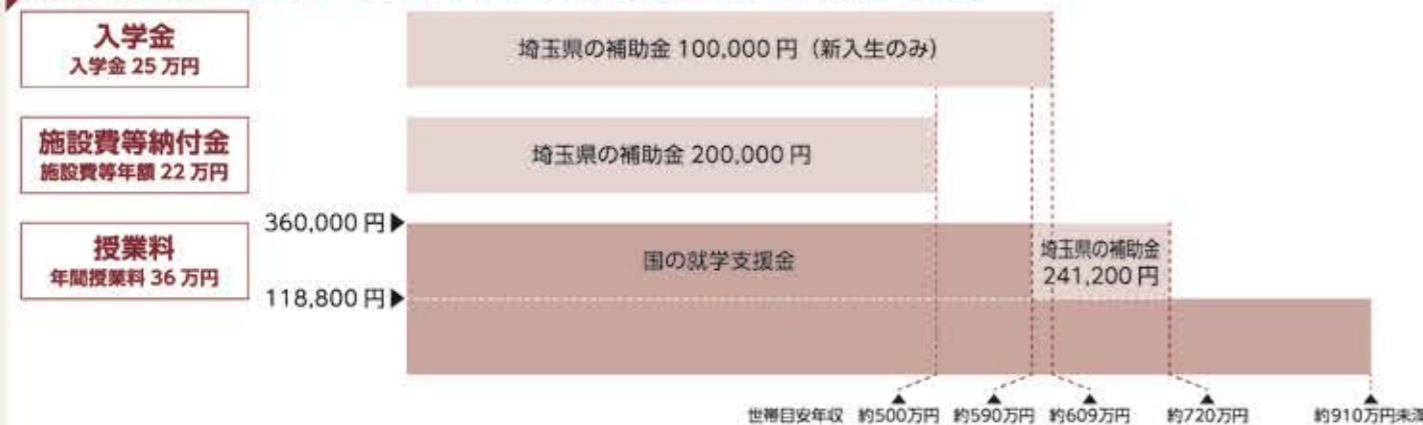 入学金
入学金 25 万円
埼玉県の補助金 100,000 円（新入生のみ）
施設費等納付金
施設費等年額 22 万円
埼玉県の補助金 200,000 円
360,000 円▶
授業料
年間授業料 36 万円
国の就学支援金
埼玉県の補助金
241,200 円
118,800 円▶
世帯目安年収 約500万円 約590万円 約609万円 約720万円 約910万円未満